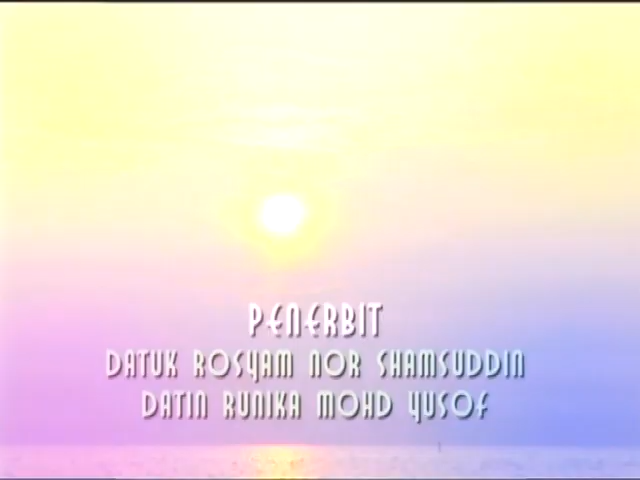 PENERBIT
DATUK ROSYAM NOR SHAMSUDDIN
DATIN RUNIKA MOHD YUSOF